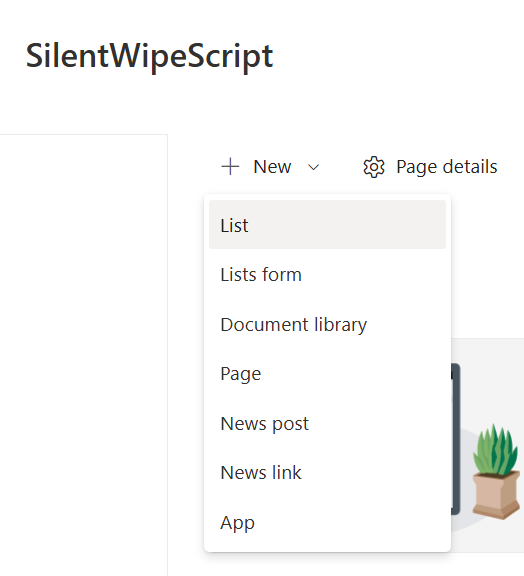 SilentWipeScript
New
Page details
List
Lists form
Document library
Page
News post
News link
App